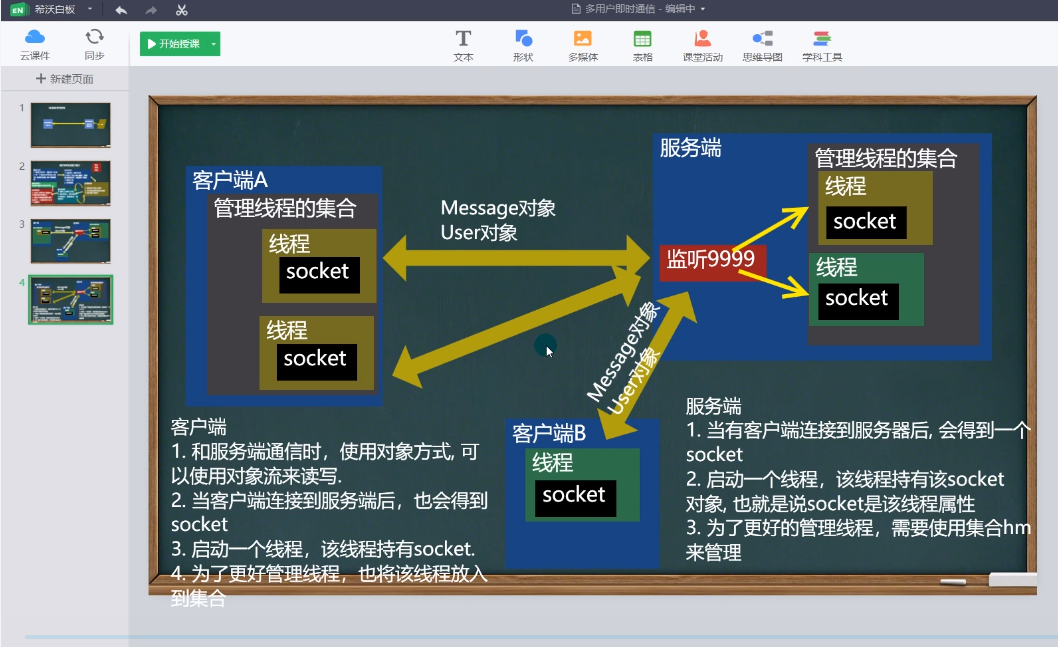 EN 希沃白板
多用户即时通信 - 编辑中
云课件
同步
开始授课
文本
形状
多媒体
表格
课堂活动
思维导图
学科工具
+ 新建页面
1
2
3
4
客户端A
管理线程的集合
线程
socket
线程
socket
Message对象
User对象
服务端
监听9999
管理线程的集合
线程
socket
线程
socket
Message对象
User对象
客户端B
线程
socket
客户端
1. 和服务端通信时，使用对象方式, 可
以使用对象流来读写.
2. 当客户端连接到服务端后，也会得到
socket
3. 启动一个线程，该线程持有socket.
4. 为了更好管理线程，也将该线程放入
到集合
服务端
1. 当有客户端连接到服务器后, 会得到一个
socket
2. 启动一个线程，该线程持有该socket
对象, 也就是说socket是该线程属性
3. 为了更好的管理线程，需要使用集合hm
来管理